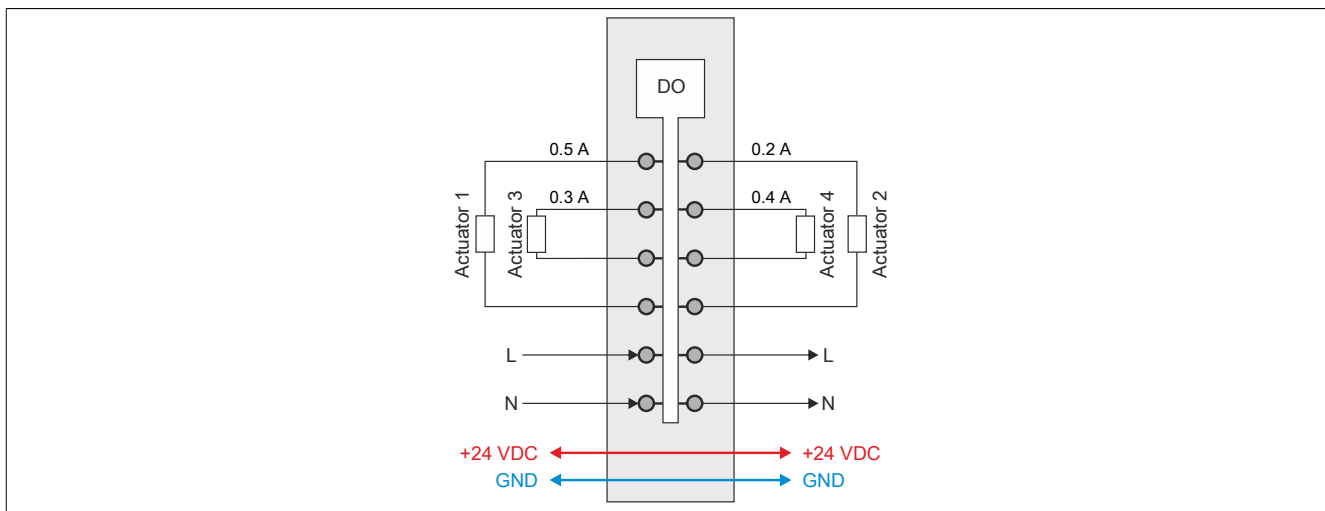 DO
0.5 A
0.2 A
0.3 A
0.4 A
Actuator 1
Actuator 3
Actuator 4
Actuator 2
L
L
N
N
+24 VDC
+24 VDC
GND
GND